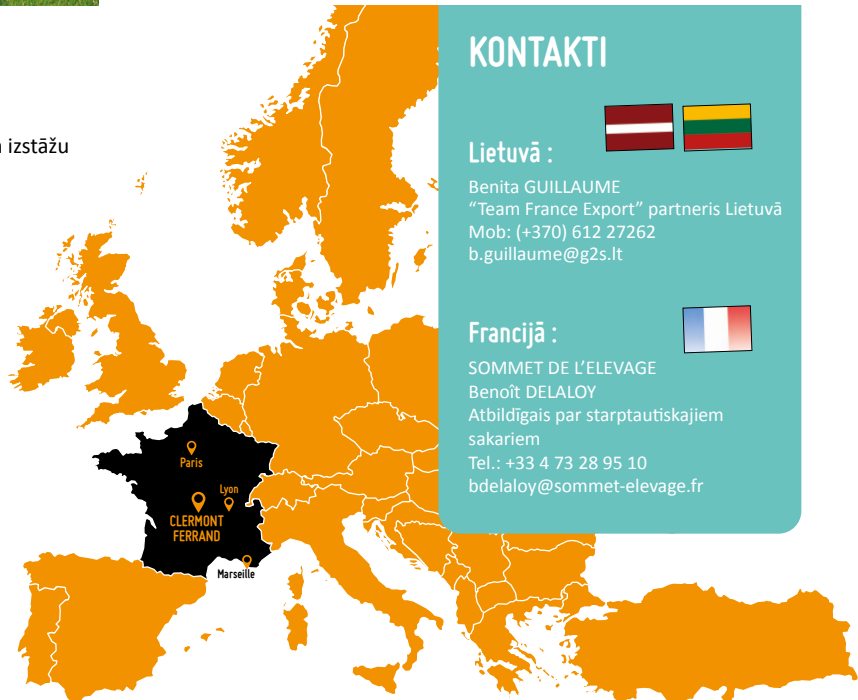 izstāžu
KONTAKTI
Lietuvā :
Benita GUILLAUME
“Team France Export” partneris Lietuvā
Mob: (+370) 612 27262
b.guillaume@g2s.lt
Francijā :
SOMMET DE L’ELEVAGE
Benoît DELALOY
Atbildīgais par starptautiskajiem
sakariem
Tel.: +33 4 73 28 95 10
bdelaloy@sommet-elevage.fr
Paris
Lyon
CLERMONT
FERRAND
Marseille